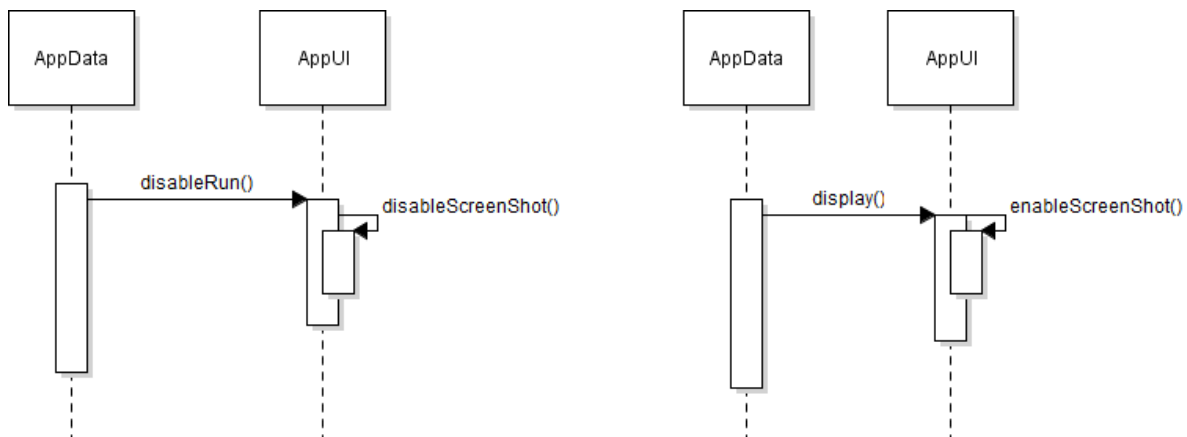 AppData
AppUI
disableRun()
disableScreenShot()
AppData
AppUI
display()
enableScreenShot()